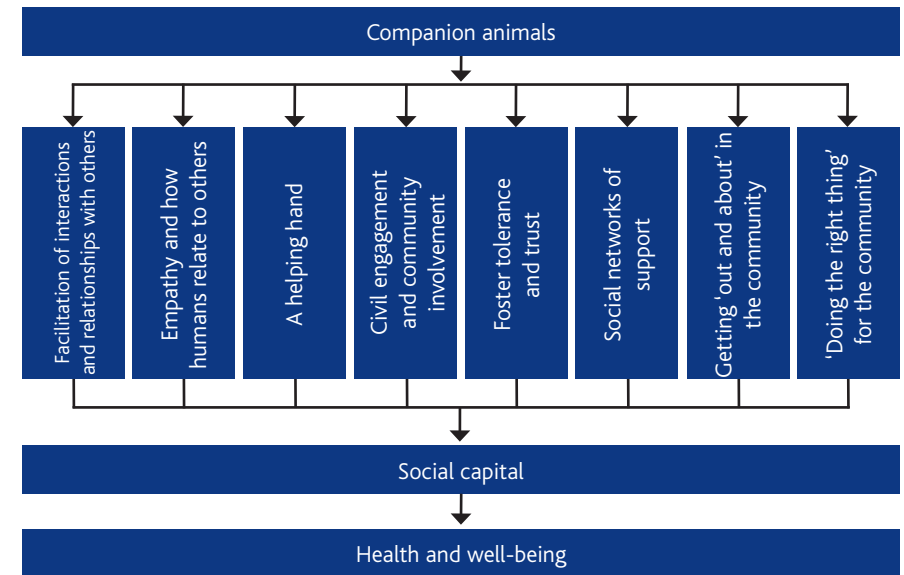 Companion animals
Facilitation of interactions
and relationships with others
Empathy and how
humans relate to others
A helping hand
Civil engagement
and community
involvement
Foster tolerance
and trust
Social networks of
support
Getting ‘out and about’ in
the community
‘Doing the right thing’
for the community
Social capital
Health and well-being